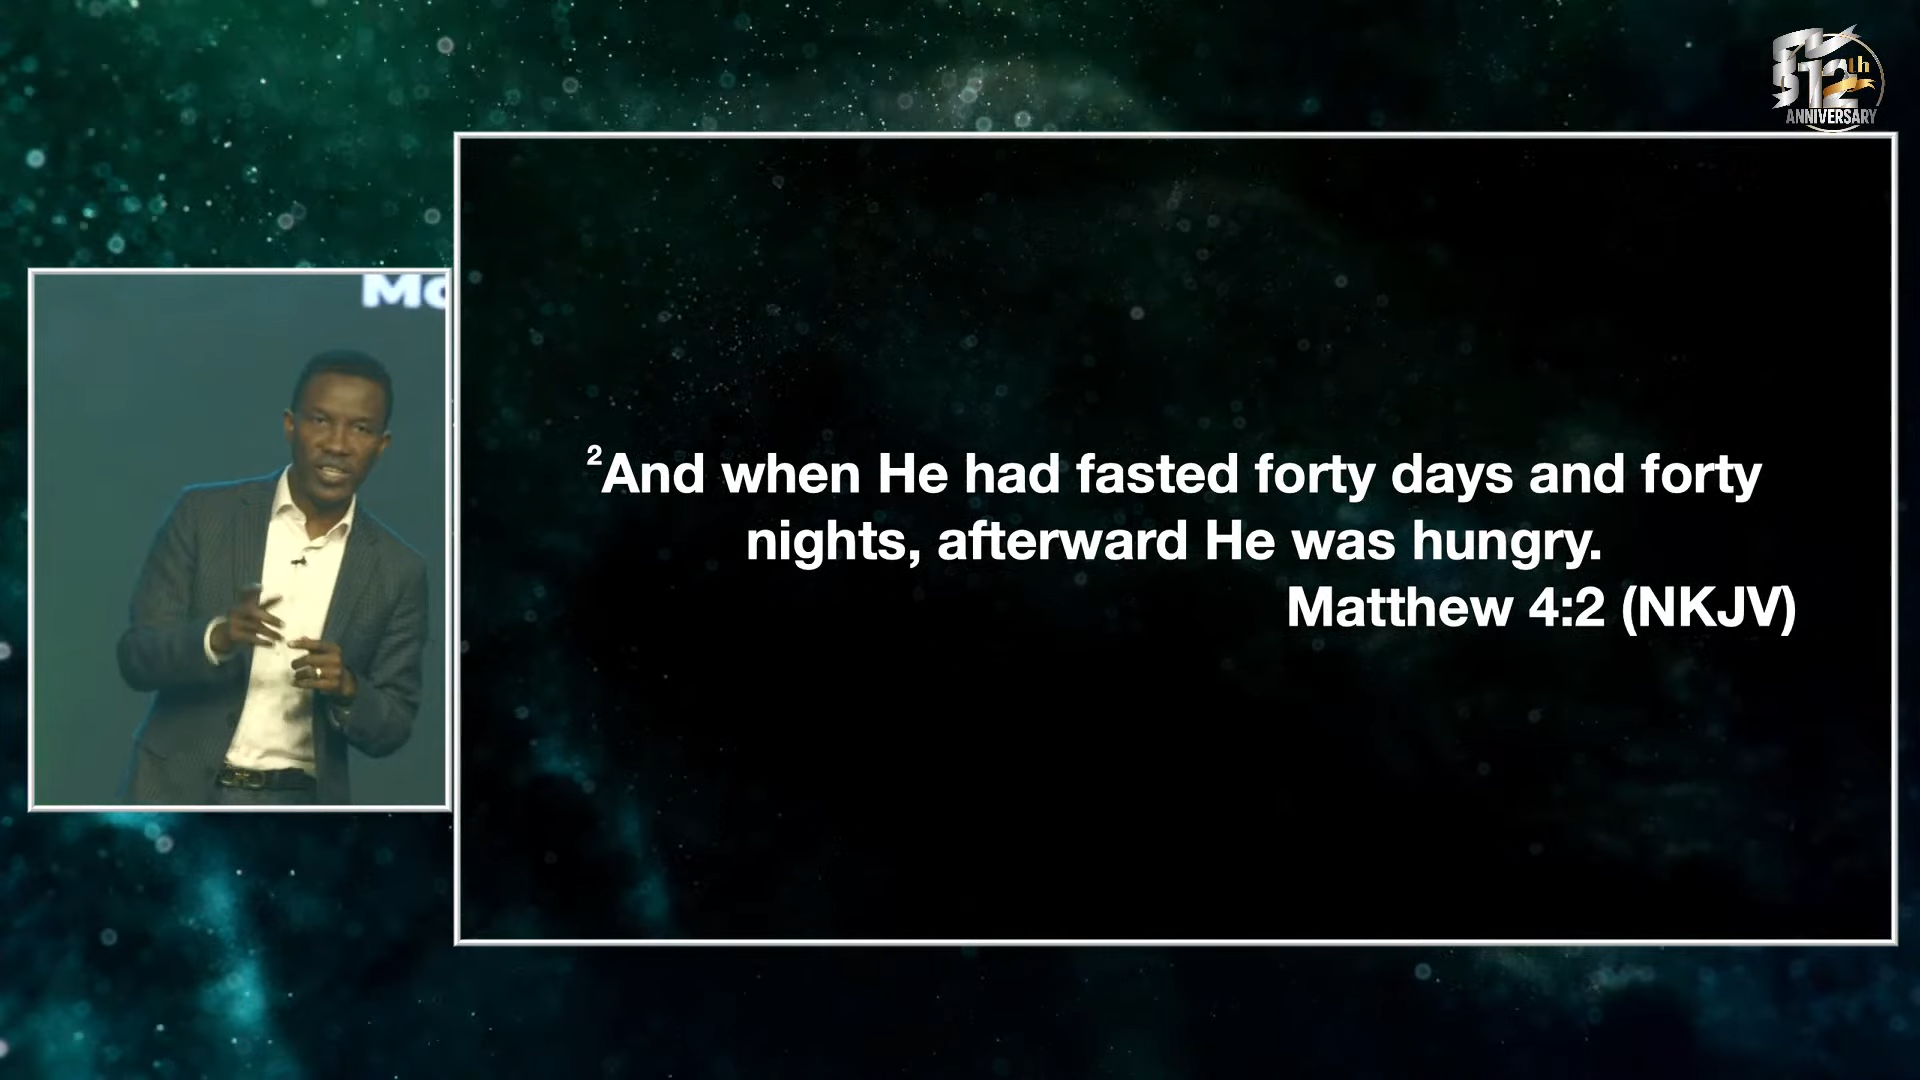 12th
ANNIVERSARY
Mo
²And when He had fasted forty days and forty
nights, afterward He was hungry.
Matthew 4:2 (NKJV)